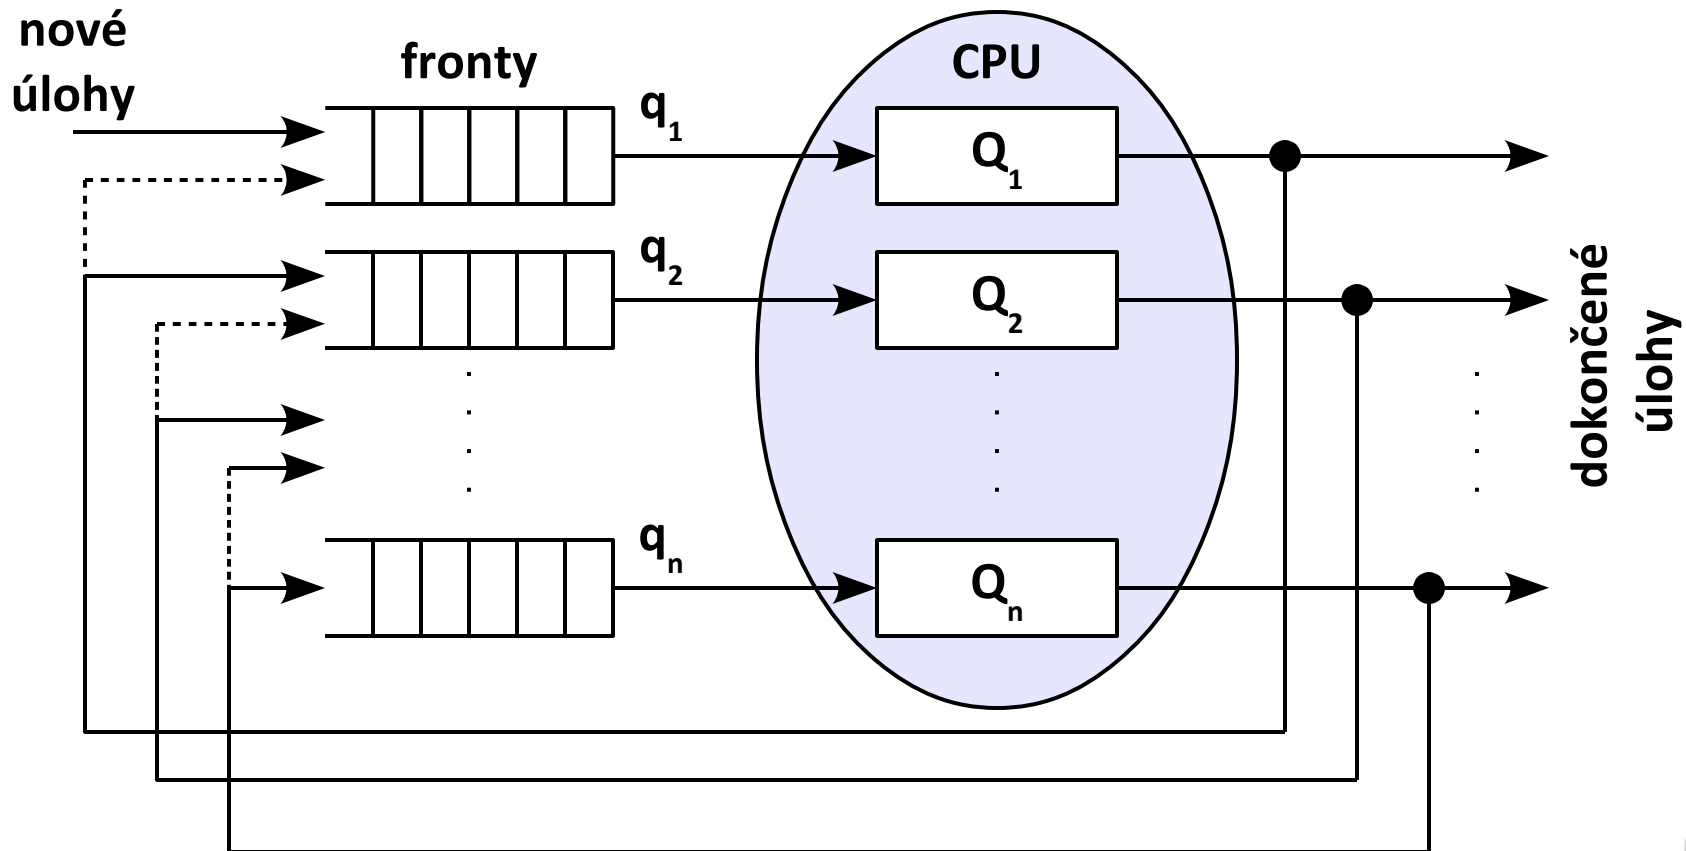 nové
úlohy
fronty
CPU
q1
Q1
q2
Q2
qn
Qn
dokončené
úlohy